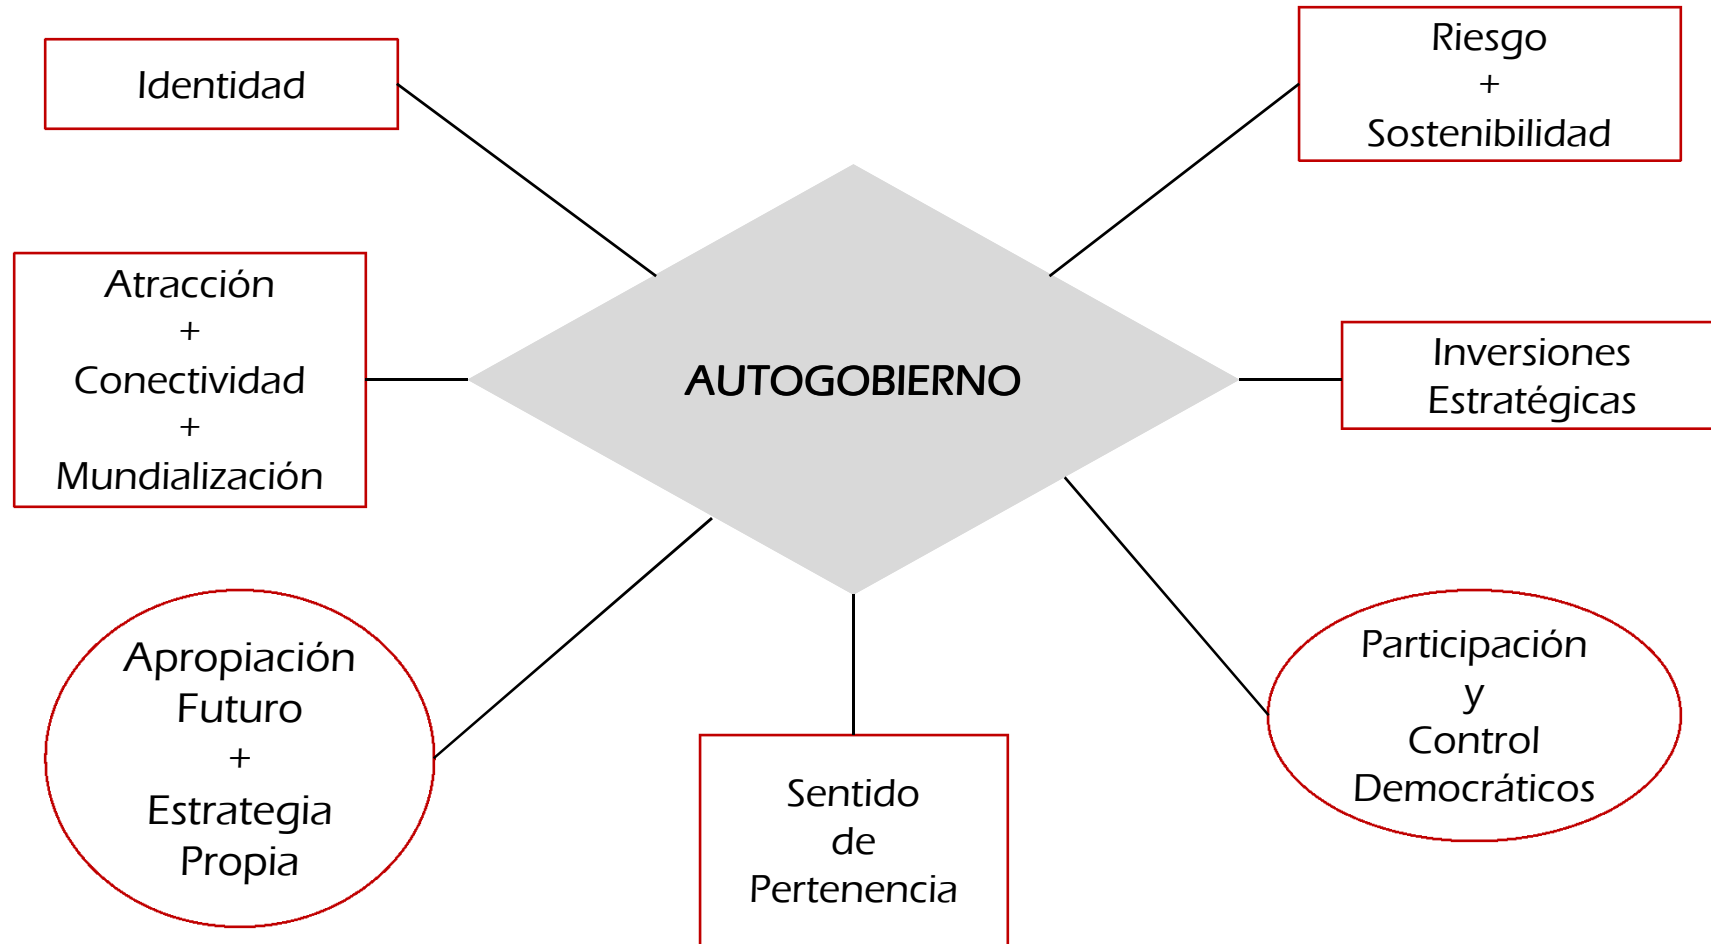 Identidad
Riesgo
+
Sostenibilidad
Atracción
+
Conectividad
+
Mundialización
AUTOGOBIERNO
Inversiones
Estratégicas
Apropiación
Futuro
+
Estrategia
Propia
Sentido
de
Pertenencia
Participación
y
Control
Democráticos